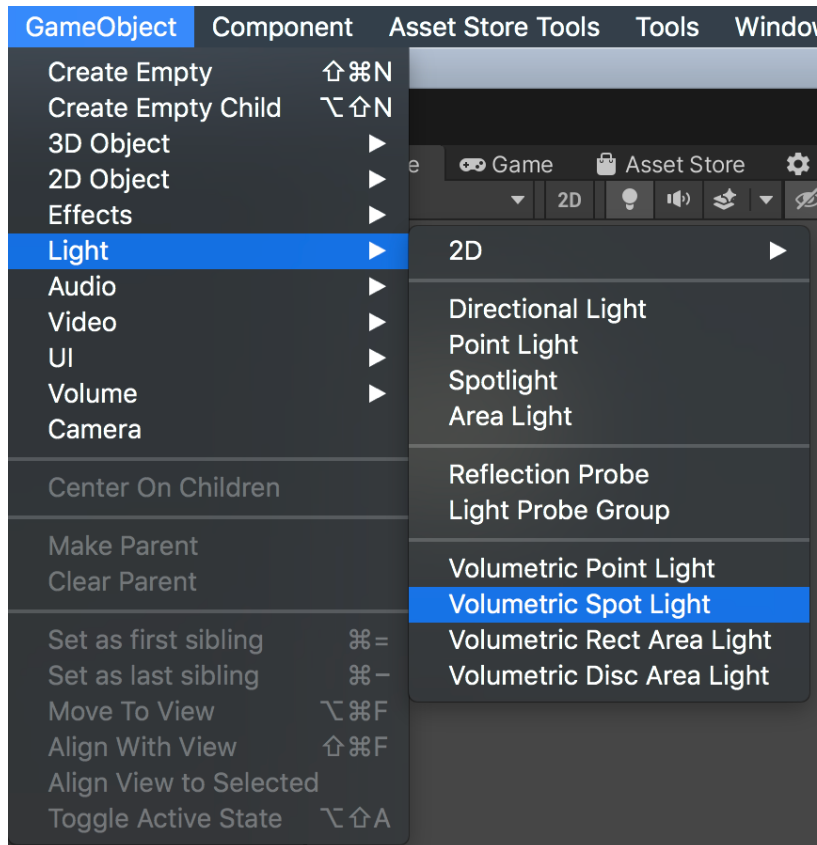 GameObject Component Asset Store Tools Tools
Create Empty ⇧⌘N
Create Empty Child ⌥⇧N
3D Object ▶
2D Object ▶
Effects ▶
Light ▶
Audio ▶
Video ▶
UI ▶
Volume ▶
Camera
Center On Children
Make Parent
Clear Parent
Set as first sibling ⌘=
Set as last sibling ⌘-
Move To View ⌥⌘F
Align With View ⇧⌘F
Align View to Selected
Toggle Active State ⌥⇧A
Game Asset Store
2D
2D ▶
Directional Light
Point Light
Spotlight
Area Light
Reflection Probe
Light Probe Group
Volumetric Point Light
Volumetric Spot Light
Volumetric Rect Area Light
Volumetric Disc Area Light